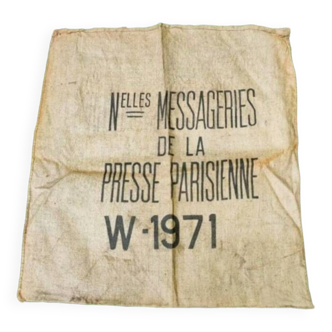 Nelles MESSAGERIES
DE LA
PRESSE PARISIENNE
W-1971